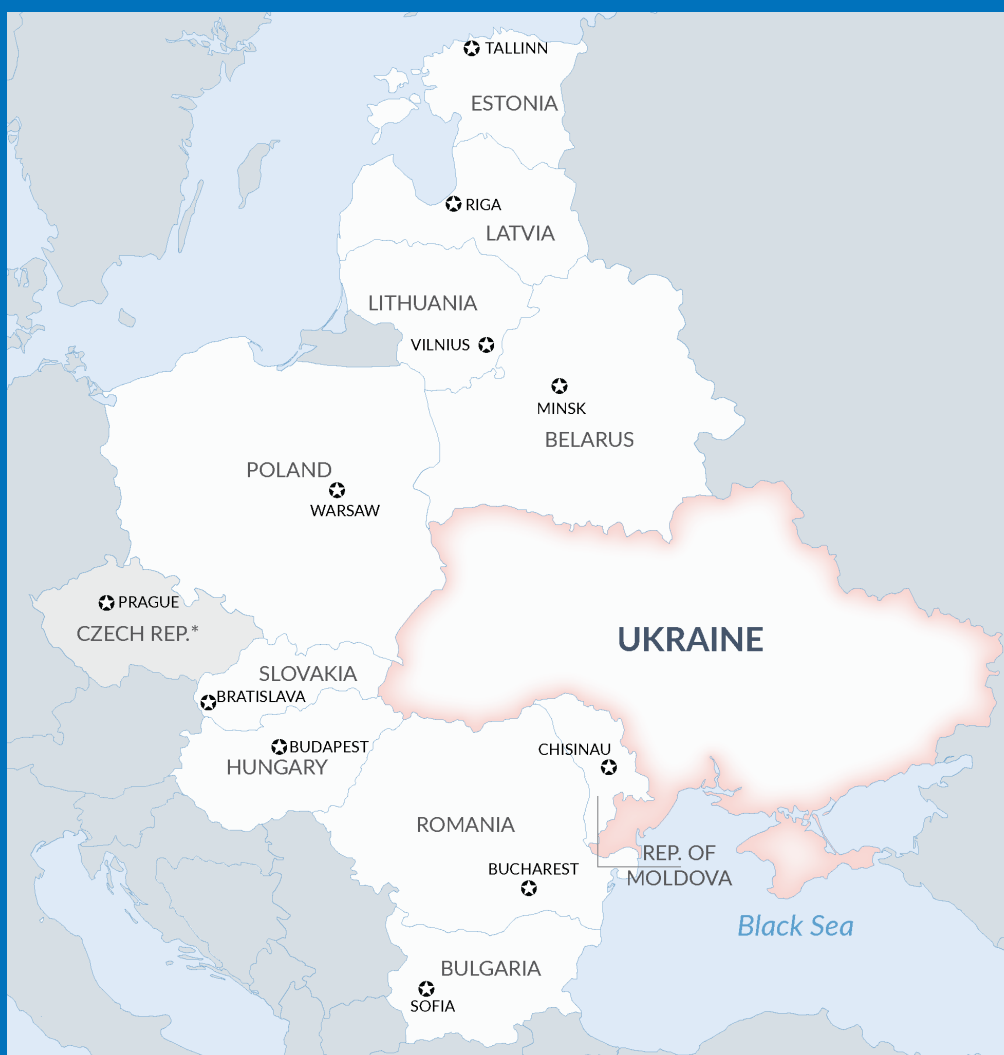 TALLINN
ESTONIA
RIGA
LATVIA
LITHUANIA
VILNIUS
MINSK
BELARUS
POLAND
WARSAW
PRAGUE
CZECH REP.*
UKRAINE
SLOVAKIA
BRATISLAVA
BUDAPEST
HUNGARY
CHISINAU
ROMANIA
REP. OF
MOLDOVA
BUCHAREST
Black Sea
BULGARIA
SOFIA